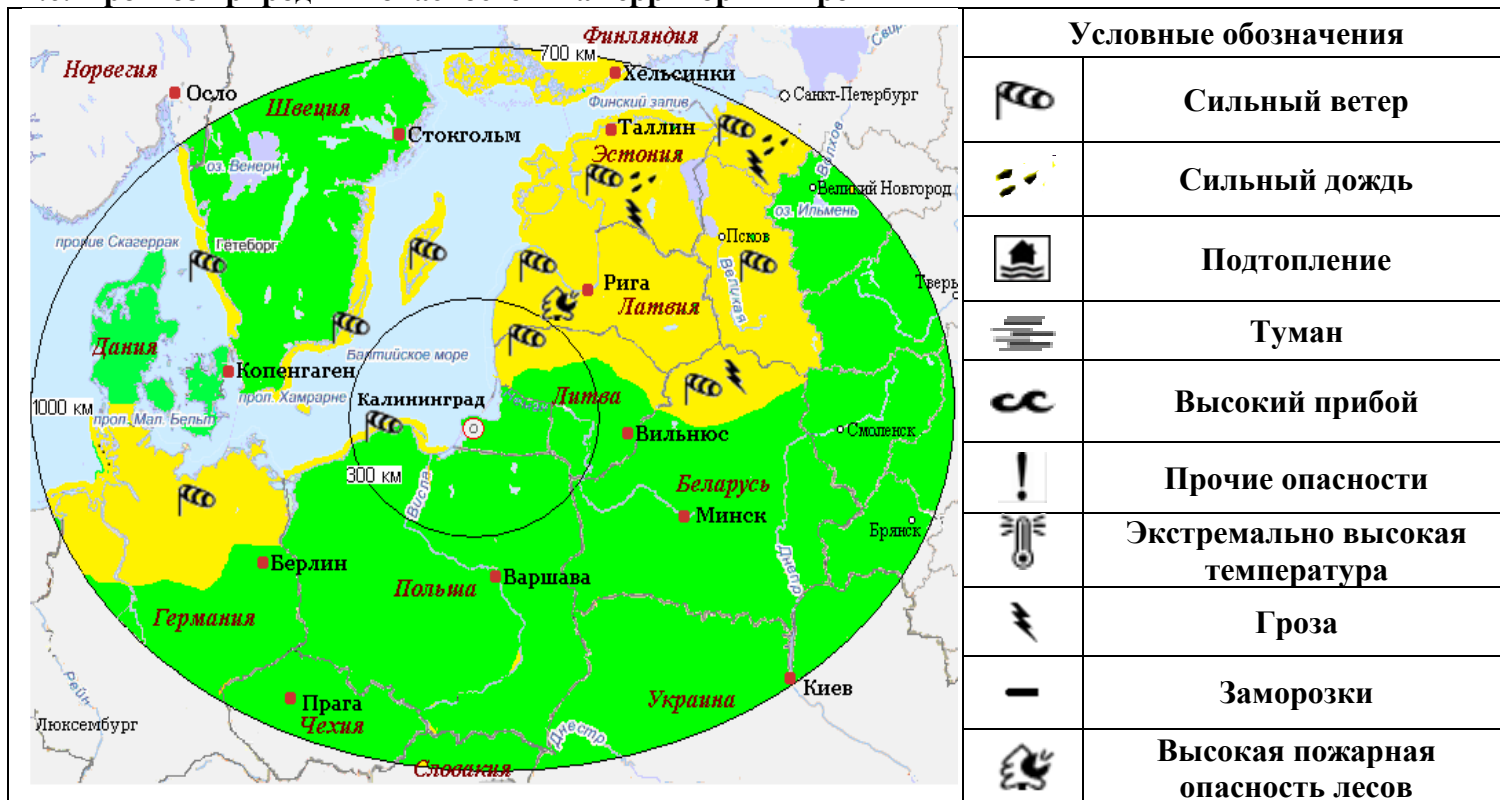 Условные обозначения
Сильный ветер
Сильный дождь
Подтопление
Туман
Высокий прибой
Прочие опасности
Экстремально высокая
температура
Гроза
Заморозки
Высокая пожарная
опасность лесов
Финляндия
700 км
Норвегия
Хельсинки
Осло
Санкт-Петербург
Швеция
Финский залив
Стокгольм
Таллин
Волхов
Эстония
оз. Венерн
Великий Новгород
оз. Ильмень
пролив Скагеррак
Гётеборг
Псков
Великая
Тверь
Рига
Латвия
Дания
Балтийское море
Копенгаген
прол. Хамрарне
Калининград
Литва
1000 км
прол. Мал. Бельт
Вильнюс
Смоленск
300 км
Висла
Беларусь
Минск
Брянск
Днепр
Берлин
Варшава
Польша
Германия
Рейн
Прага
Чехия
Украина
Киев
Люксембург
Днестр
Словакия